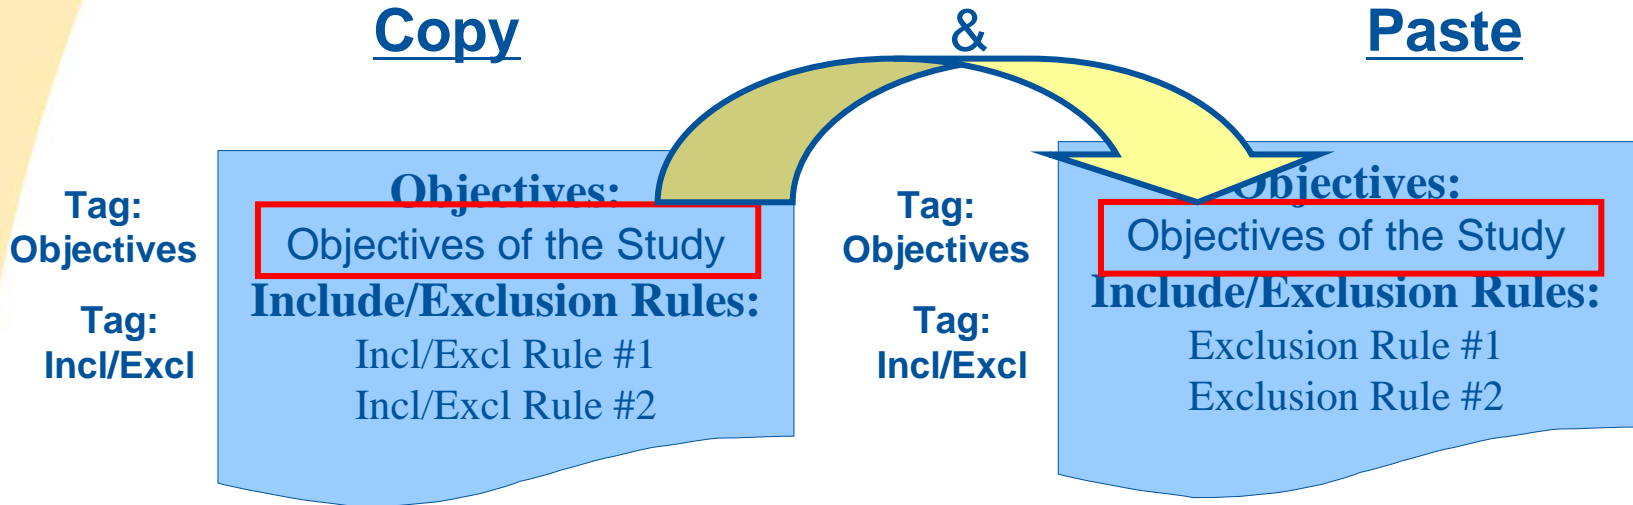 Copy & Paste
Tag:
Objectives
Tag:
Incl/Excl
Objectives:
Objectives of the Study
Include/Exclusion Rules:
Incl/Excl Rule #1
Incl/Excl Rule #2
Tag:
Objectives
Tag:
Incl/Excl
Objectives:
Objectives of the Study
Include/Exclusion Rules:
Exclusion Rule #1
Exclusion Rule #2